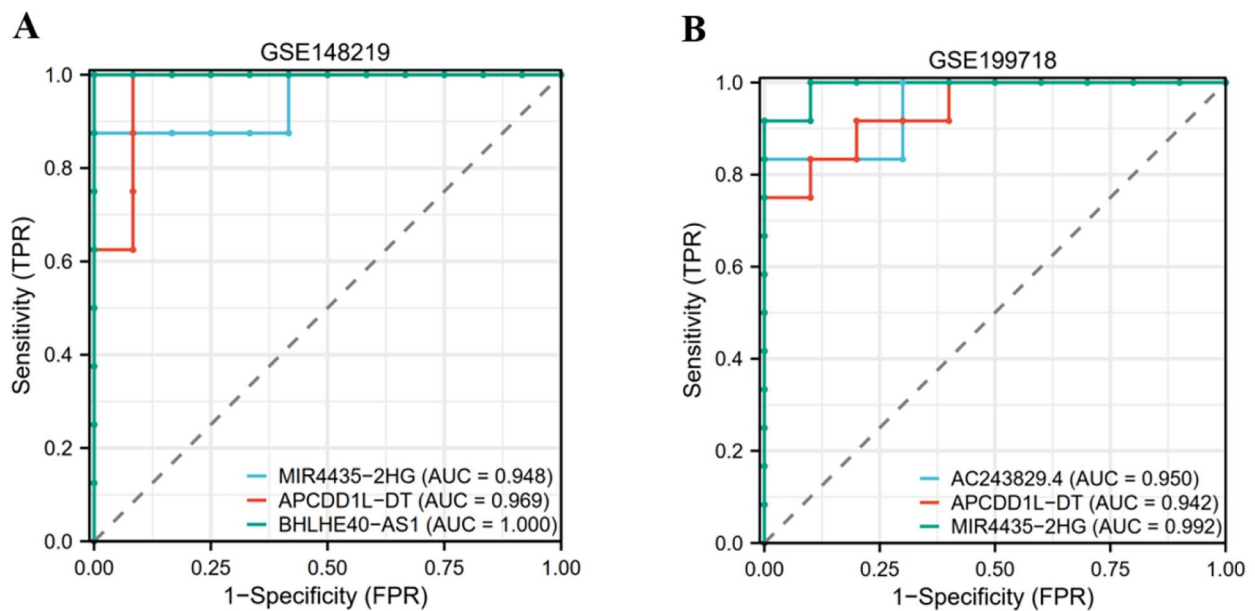 A
GSE148219
1.0
0.8
0.6
0.4
0.2
0.0
Sensitivity (TPR)
MIR4435−2HG (AUC = 0.948)
APCDD1L−DT (AUC = 0.969)
BHLHE40−AS1 (AUC = 1.000)
0.00 0.25 0.50 0.75 1.00
1−Specificity (FPR)
B
GSE199718
1.0
0.8
0.6
0.4
0.2
0.0
Sensitivity (TPR)
AC243829.4 (AUC = 0.950)
APCDD1L−DT (AUC = 0.942)
MIR4435−2HG (AUC = 0.992)
0.00 0.25 0.50 0.75 1.00
1−Specificity (FPR)